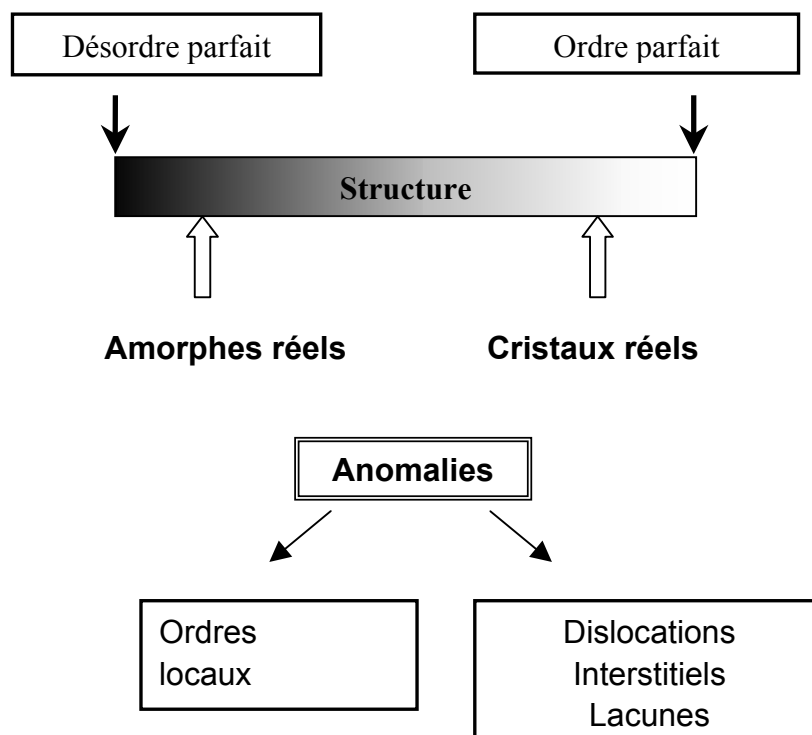 Désordre parfait
Ordre parfait
Structure
Amorphes réels
Cristaux réels
Anomalies
Ordres
locaux
Dislocations
Interstitiels
Lacunes